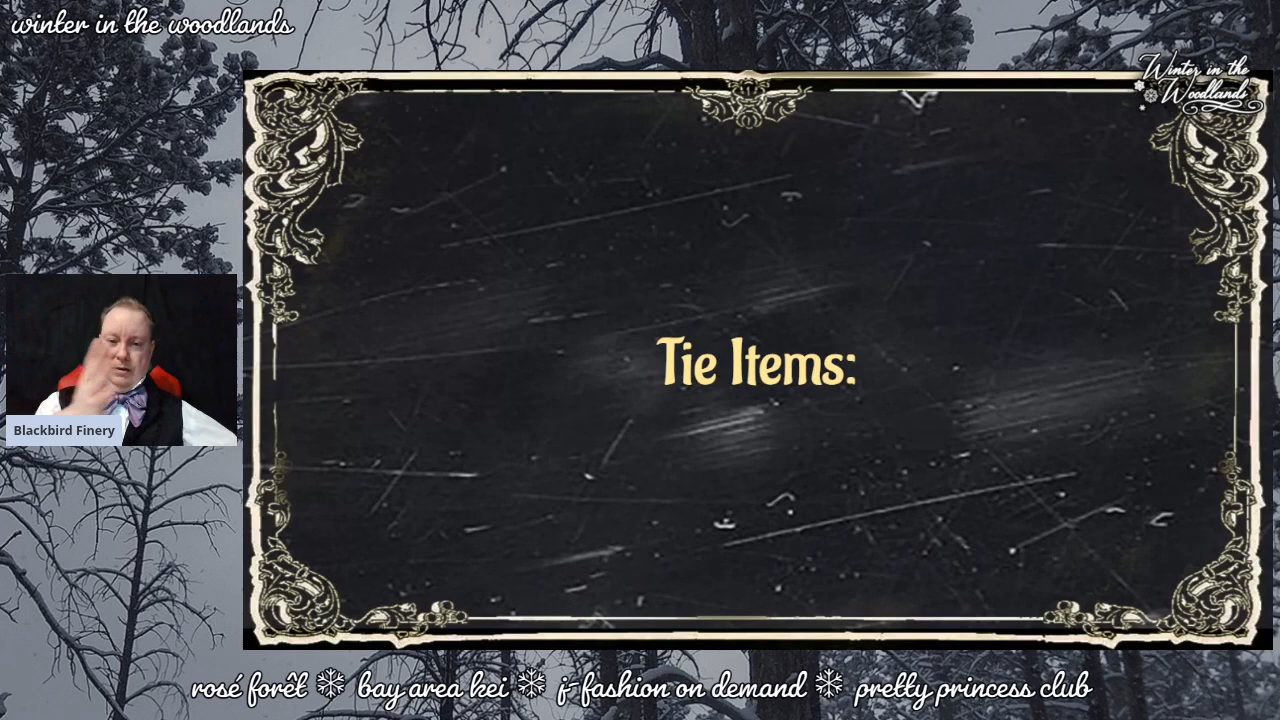 winter in the woodlands
Winter in the
Woodlands
Tie Items:
Blackbird Finery
rosé forêt ❄ bay area kei ❄ j-fashion on demand ❄ pretty princess club